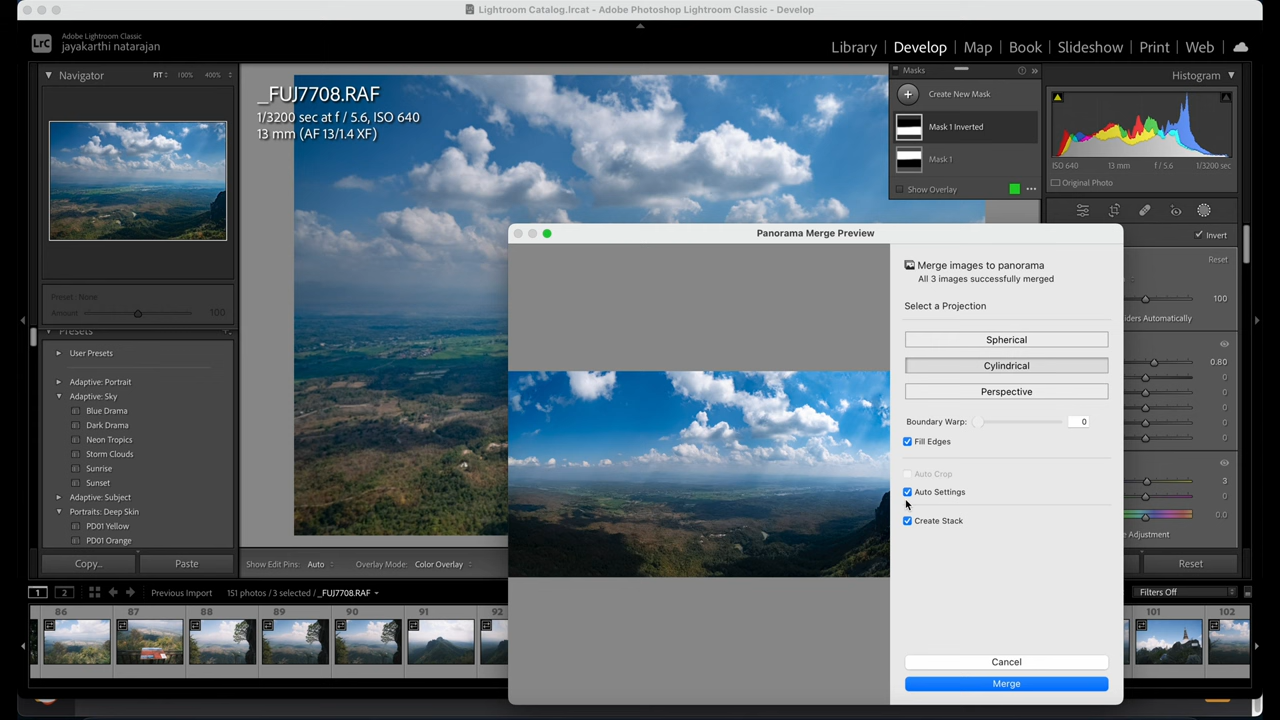 Lightroom Catalog.lrcat - Adobe Photoshop Lightroom Classic - Develop
LrC
Adobe Lightroom Classic
jayakarthi natarajan
Library | Develop | Map | Book | Slideshow | Print | Web
Navigator
FIT
100%
400%
Preset: None
Amount
100
Presets
User Presets
Adaptive: Portrait
Adaptive: Sky
Blue Drama
Dark Drama
Neon Tropics
Storm Clouds
Sunrise
Sunset
Adaptive: Subject
Portraits: Deep Skin
PD01 Yellow
PD01 Orange
Copy...
Paste
_FUJ7708.RAF
1/3200 sec at f / 5.6, ISO 640
13 mm (AF 13/1.4 XF)
Masks
Create New Mask
Mask 1 Inverted
Mask 1
Show Overlay
Histogram
ISO 640
13 mm
f / 5.6
1/3200 sec
Original Photo
Invert
Reset
100
ders Automatically
0.80
0
0
0
0
0
0
3
0
0.0
e Adjustment
Reset
Panorama Merge Preview
Merge images to panorama
All 3 images successfully merged
Select a Projection
Spherical
Cylindrical
Perspective
Boundary Warp:
0
Fill Edges
Auto Crop
Auto Settings
Create Stack
Cancel
Merge
Show Edit Pins: Auto
Overlay Mode: Color Overlay
1
2
Previous Import
151 photos / 3 selected / _FUJ7708.RAF
Filters Off
86
87
88
89
90
91
92
101
102